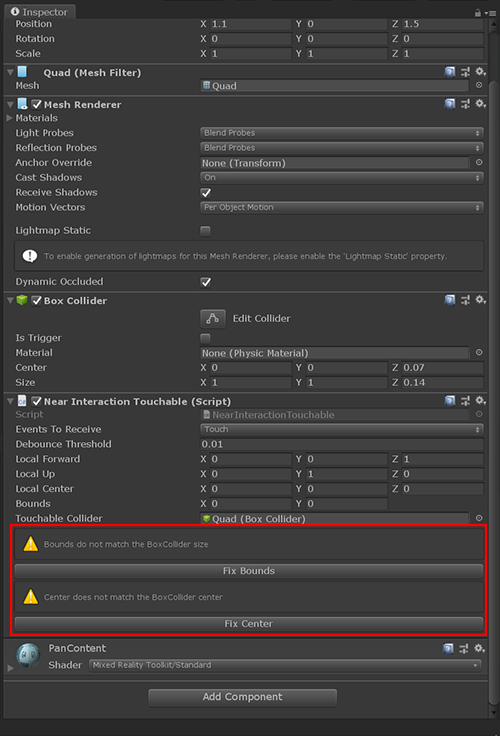 Inspector
Position X 1.1 Y 0 Z 1.5
Rotation X 0 Y 0 Z 0
Scale X 1 Y 1 Z 1
Quad (Mesh Filter)
Mesh Quad
Mesh Renderer
Materials
Light Probes Blend Probes
Reflection Probes Blend Probes
Anchor Override None (Transform)
Cast Shadows On
Receive Shadows
Motion Vectors Per Object Motion
Lightmap Static
To enable generation of lightmaps for this Mesh Renderer, please enable the 'Lightmap Static' property.
Dynamic Occluded
Box Collider
Edit Collider
Is Trigger
Material None (Physic Material)
Center X 0 Y 0 Z 0.07
Size X 1 Y 1 Z 0.14
C# Near Interaction Touchable (Script)
Script NearInteractionTouchable
Events To Receive Touch
Debounce Threshold 0.01
Local Forward X 0 Y 0 Z 1
Local Up X 0 Y 1 Z 0
Local Center X 0 Y 0 Z 0
Bounds X 0 Y 0
Touchable Collider Quad (Box Collider)
Bounds do not match the BoxCollider size
Fix Bounds
Center does not match the BoxCollider center
Fix Center
PanContent
Shader Mixed Reality Toolkit/Standard
Add Component